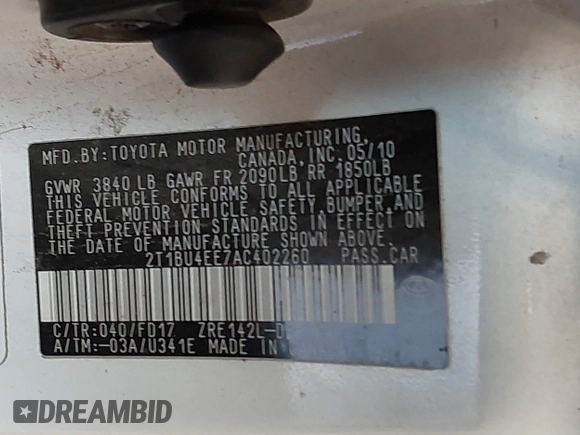 MFD. BY: TOYOTA MOTOR MANUFACTURING,
CANADA, INC. 05/10
GVWR 3840 LB GAWR FR 2090LB RR 1850LB
THIS VEHICLE CONFORMS TO ALL APPLICABLE
FEDERAL MOTOR VEHICLE SAFETY, BUMPER, AND
THEFT PREVENTION STANDARDS IN EFFECT ON
THE DATE OF MANUFACTURE SHOWN ABOVE.
2T1BU4EE7AC402260 PASS. CAR
C/TR: 040/FD17 ZRE142L-D
A/TM: -03A/U341E MADE IN
DREAMBID